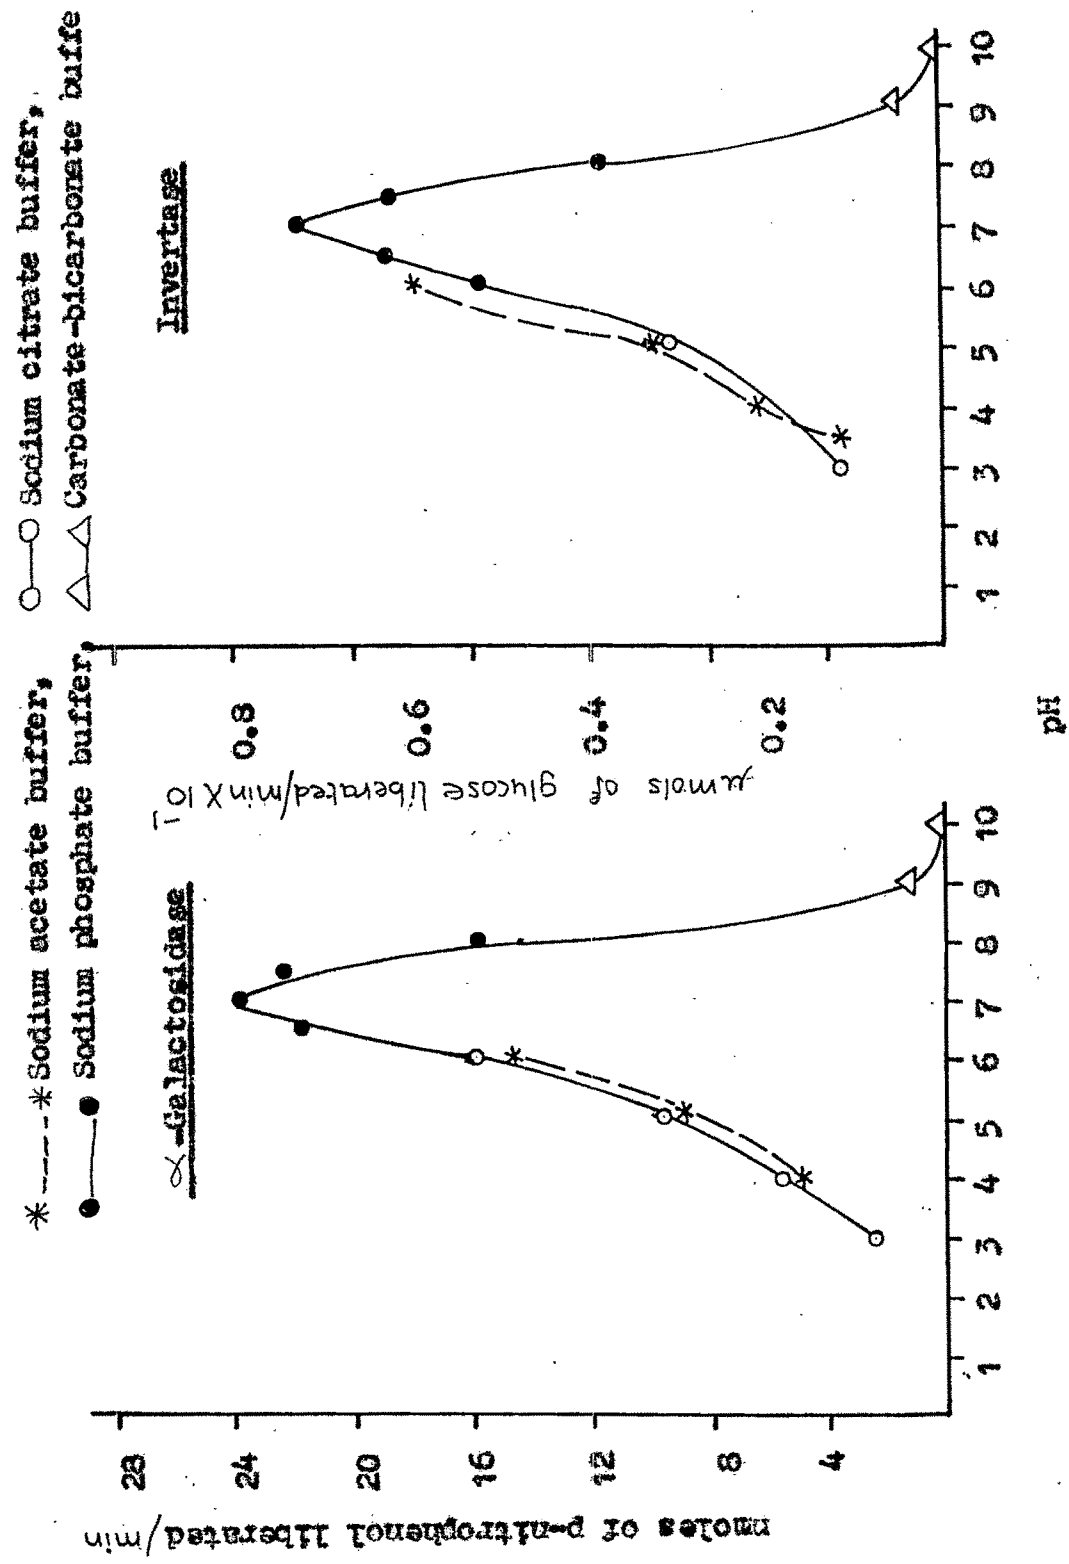 *----*Sodium acetate buffer, O—O Sodium citrate buffer,
●—● Sodium phosphate buffer, △—△ Carbonate-bicarbonate buffe
∝-Galactosidase
nmoles of p-nitrophenol liberated/min
28
24
20
16
12
8
4
1 2 3 4 5 6 7 8 9 10
Invertase
μmols of glucose liberated/min X 10⁻¹
0.8
0.6
0.4
0.2
1 2 3 4 5 6 7 8 9 10
pH